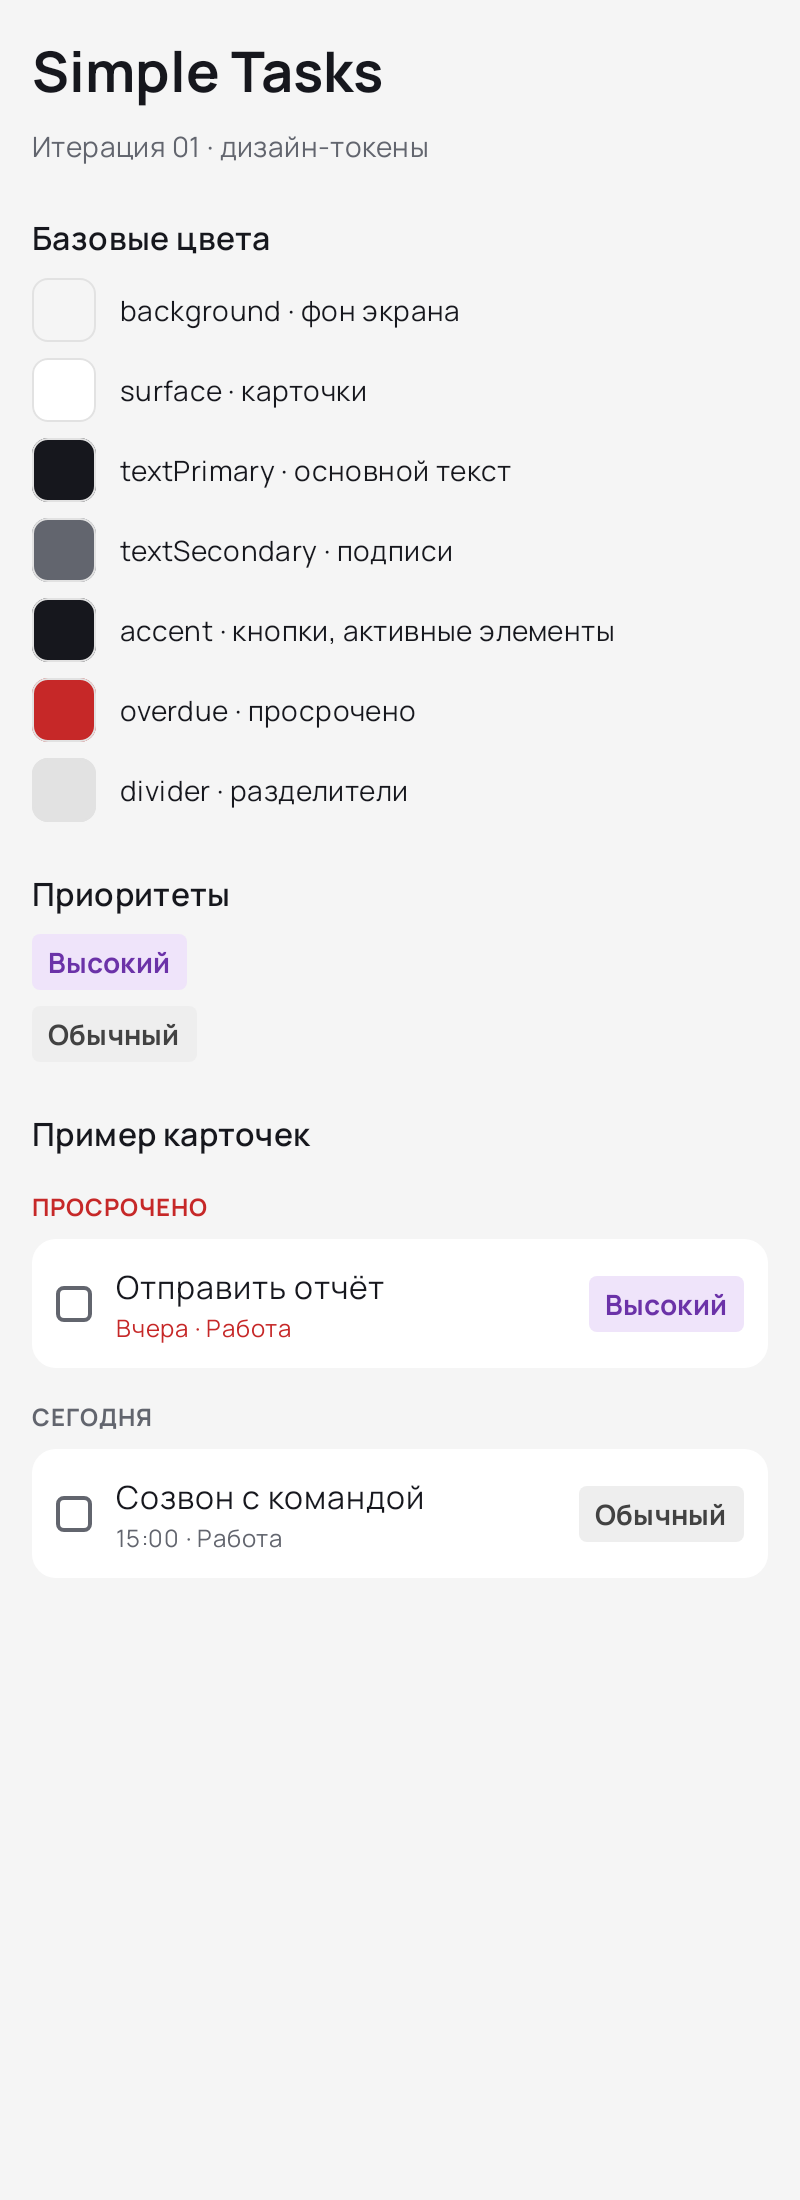 Simple Tasks
Итерация 01 · дизайн-токены
Базовые цвета
background · фон экрана
surface · карточки
textPrimary · основной текст
textSecondary · подписи
accent · кнопки, активные элементы
overdue · просрочено
divider · разделители
Приоритеты
Высокий
Обычный
Пример карточек
ПРОСРОЧЕНО
Отправить отчёт
Вчера · Работа
Высокий
СЕГОДНЯ
Созвон с командой
15:00 · Работа
Обычный